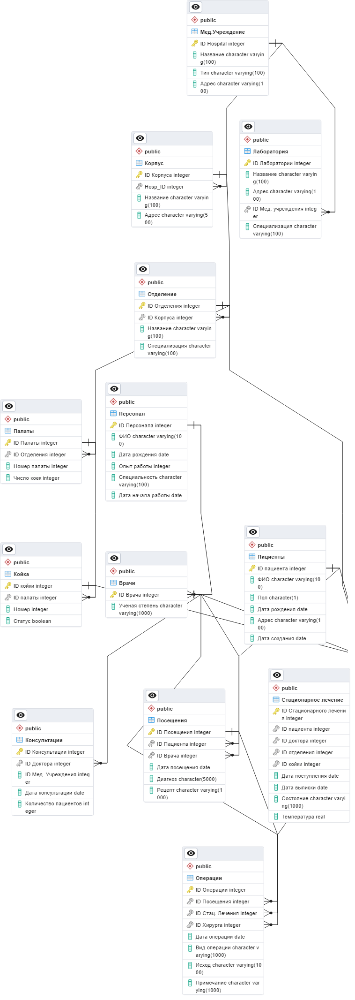 public
Мед.Учреждение
ID Hospital integer
Название character varyin
g(100)
Тип character varying(100)
Адрес character varying(1
00)
public
Корпус
ID Корпуса integer
Hosp_ID integer
Название character varyin
g(100)
Адрес character varying(5
00)
public
Лаборатория
ID Лаборатории integer
Название character varyin
g(100)
Адрес character varying(1
00)
ID Мед. учреждения integ
er
Специализация character
varying(100)
public
Отделение
ID Отделения integer
ID Корпуса integer
Название character varyin
g(100)
Специализация character
varying(100)
public
Палаты
ID Палаты integer
ID Отделения integer
Номер палаты integer
Число коек integer
public
Персонал
ID Персонала integer
ФИО character varying(10
0)
Дата рождения date
Опыт работы integer
Специальность character
varying(100)
Дата начала работы date
public
Койка
ID койки integer
ID палаты integer
Номер integer
Статус boolean
public
Врачи
ID Врача integer
Ученая степень character
varying(1000)
public
Пициенты
ID пациента integer
ФИО character varying(10
0)
Пол character(1)
Дата рождения date
Адрес character varying(1
00)
Дата создания date
public
Консультации
ID Консультации integer
ID Доктора integer
ID Мед. Учреждения integ
er
Дата консультации date
Количество пациентов int
eger
public
Посещения
ID Посещения integer
ID Пациента integer
ID Врача integer
Дата посещения date
Диагноз character(5000)
Рецепт character varying(1
000)
public
Стационарное лечение
ID Стационарного лечени
я integer
ID пациента integer
ID доктора integer
ID отделения integer
ID койки integer
Дата поступления date
Дата выписки date
Состояние character varyi
ng(1000)
Температура real
public
Операции
ID Операции integer
ID Посещения integer
ID Стац. Лечения integer
ID Хирурга integer
Дата операции date
Вид операции character v
arying(1000)
Исход character varying(10
00)
Примечание character var
ying(1000)